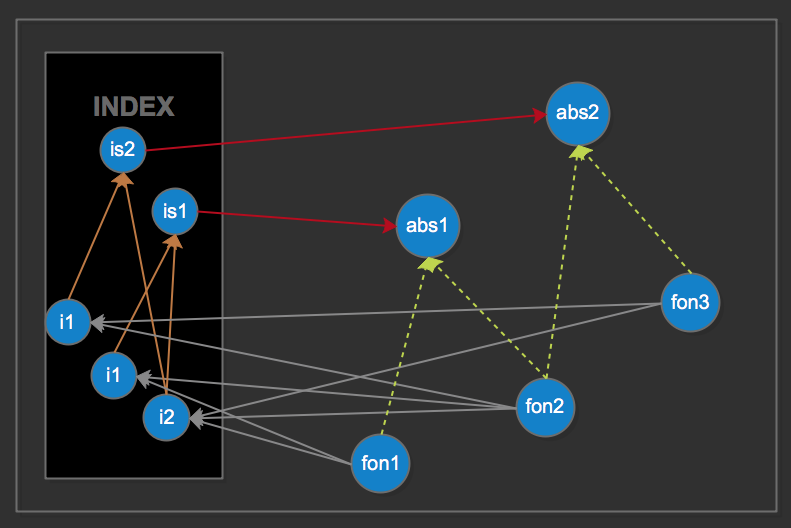 INDEX
abs2
is2
is1
abs1
fon3
i1
i1
fon2
i2
fon1